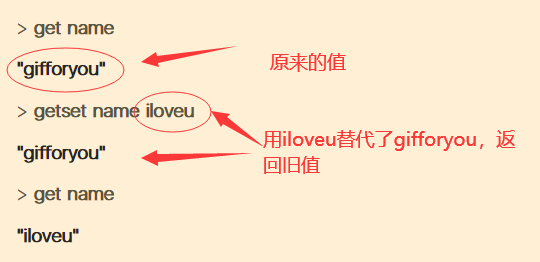 > get name
"gifforyou"
原来的值
> getset name iloveu
用iloveu替代了gifforyou，返
回旧值
"gifforyou"
> get name
"iloveu"